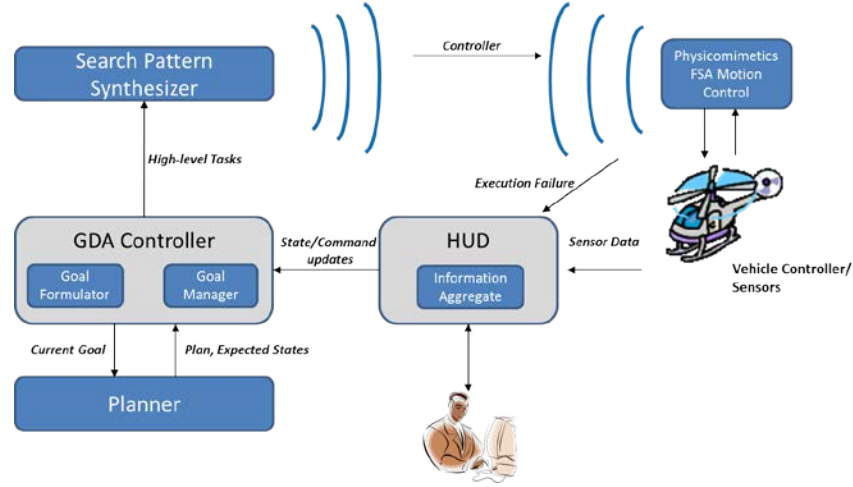 Search Pattern
Synthesizer
Controller
Physicomimetics
FSA Motion
Control
High-level Tasks
Execution Failure
GDA Controller
Goal
Formulator
Goal
Manager
State/Command
updates
HUD
Information
Aggregate
Sensor Data
Vehicle Controller/
Sensors
Current Goal
Plan, Expected States
Planner